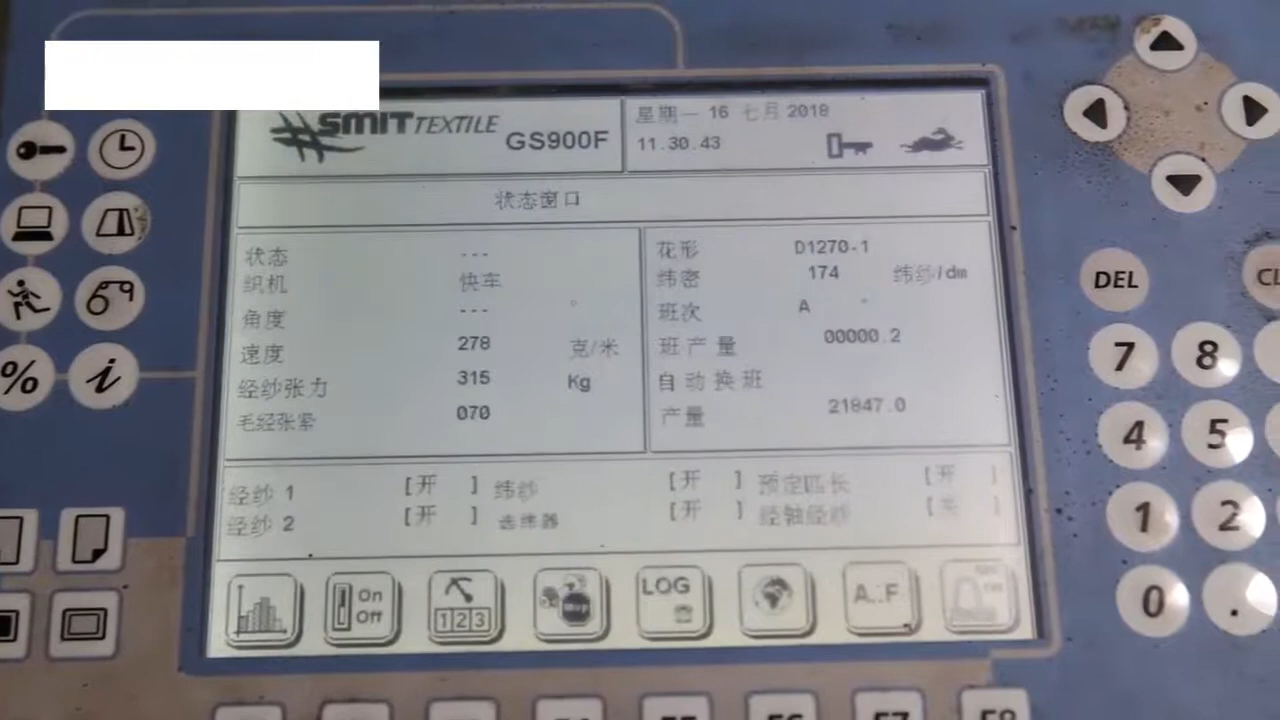 SMIT TEXTILE
GS900F
星期一 16 七月 2018
11.30.43
状态窗口
状态 ---
织机 快车
角度 --- °
速度 278 克/米
经纱张力 315 Kg
毛经张紧 070
花形 D1270-1
纬密 174 纬纱/dm
班次 A
班产量 00000.2
自动换班
产量 21847.0
经纱 1 [开 ] 纬纱 [开 ] 预定匹长 [开 ]
经纱 2 [开 ] 选纬器 [开 ] 经轴经纱 [关 ]
On
Off
123
Stop
LOG
A..F
DEL
7 8
4 5
1 2
0 .
% i